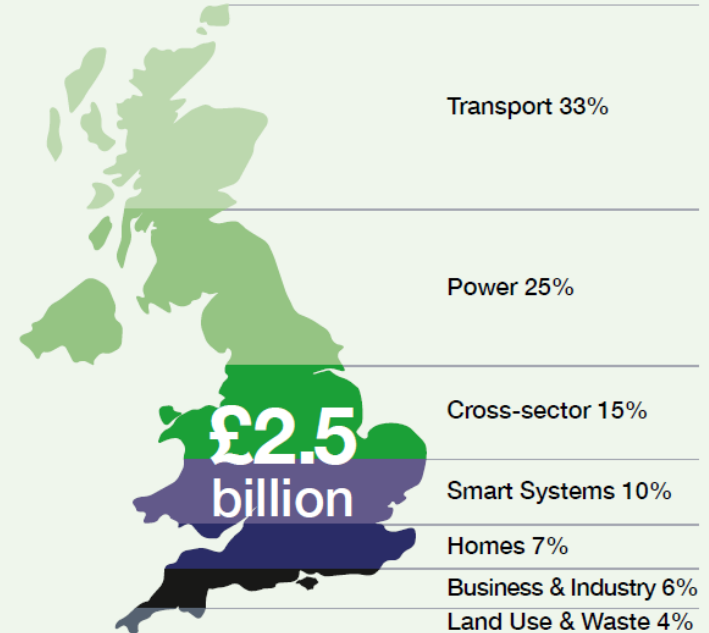 Transport 33%
Power 25%
Cross-sector 15%
£2.5
billion
Smart Systems 10%
Homes 7%
Business & Industry 6%
Land Use & Waste 4%